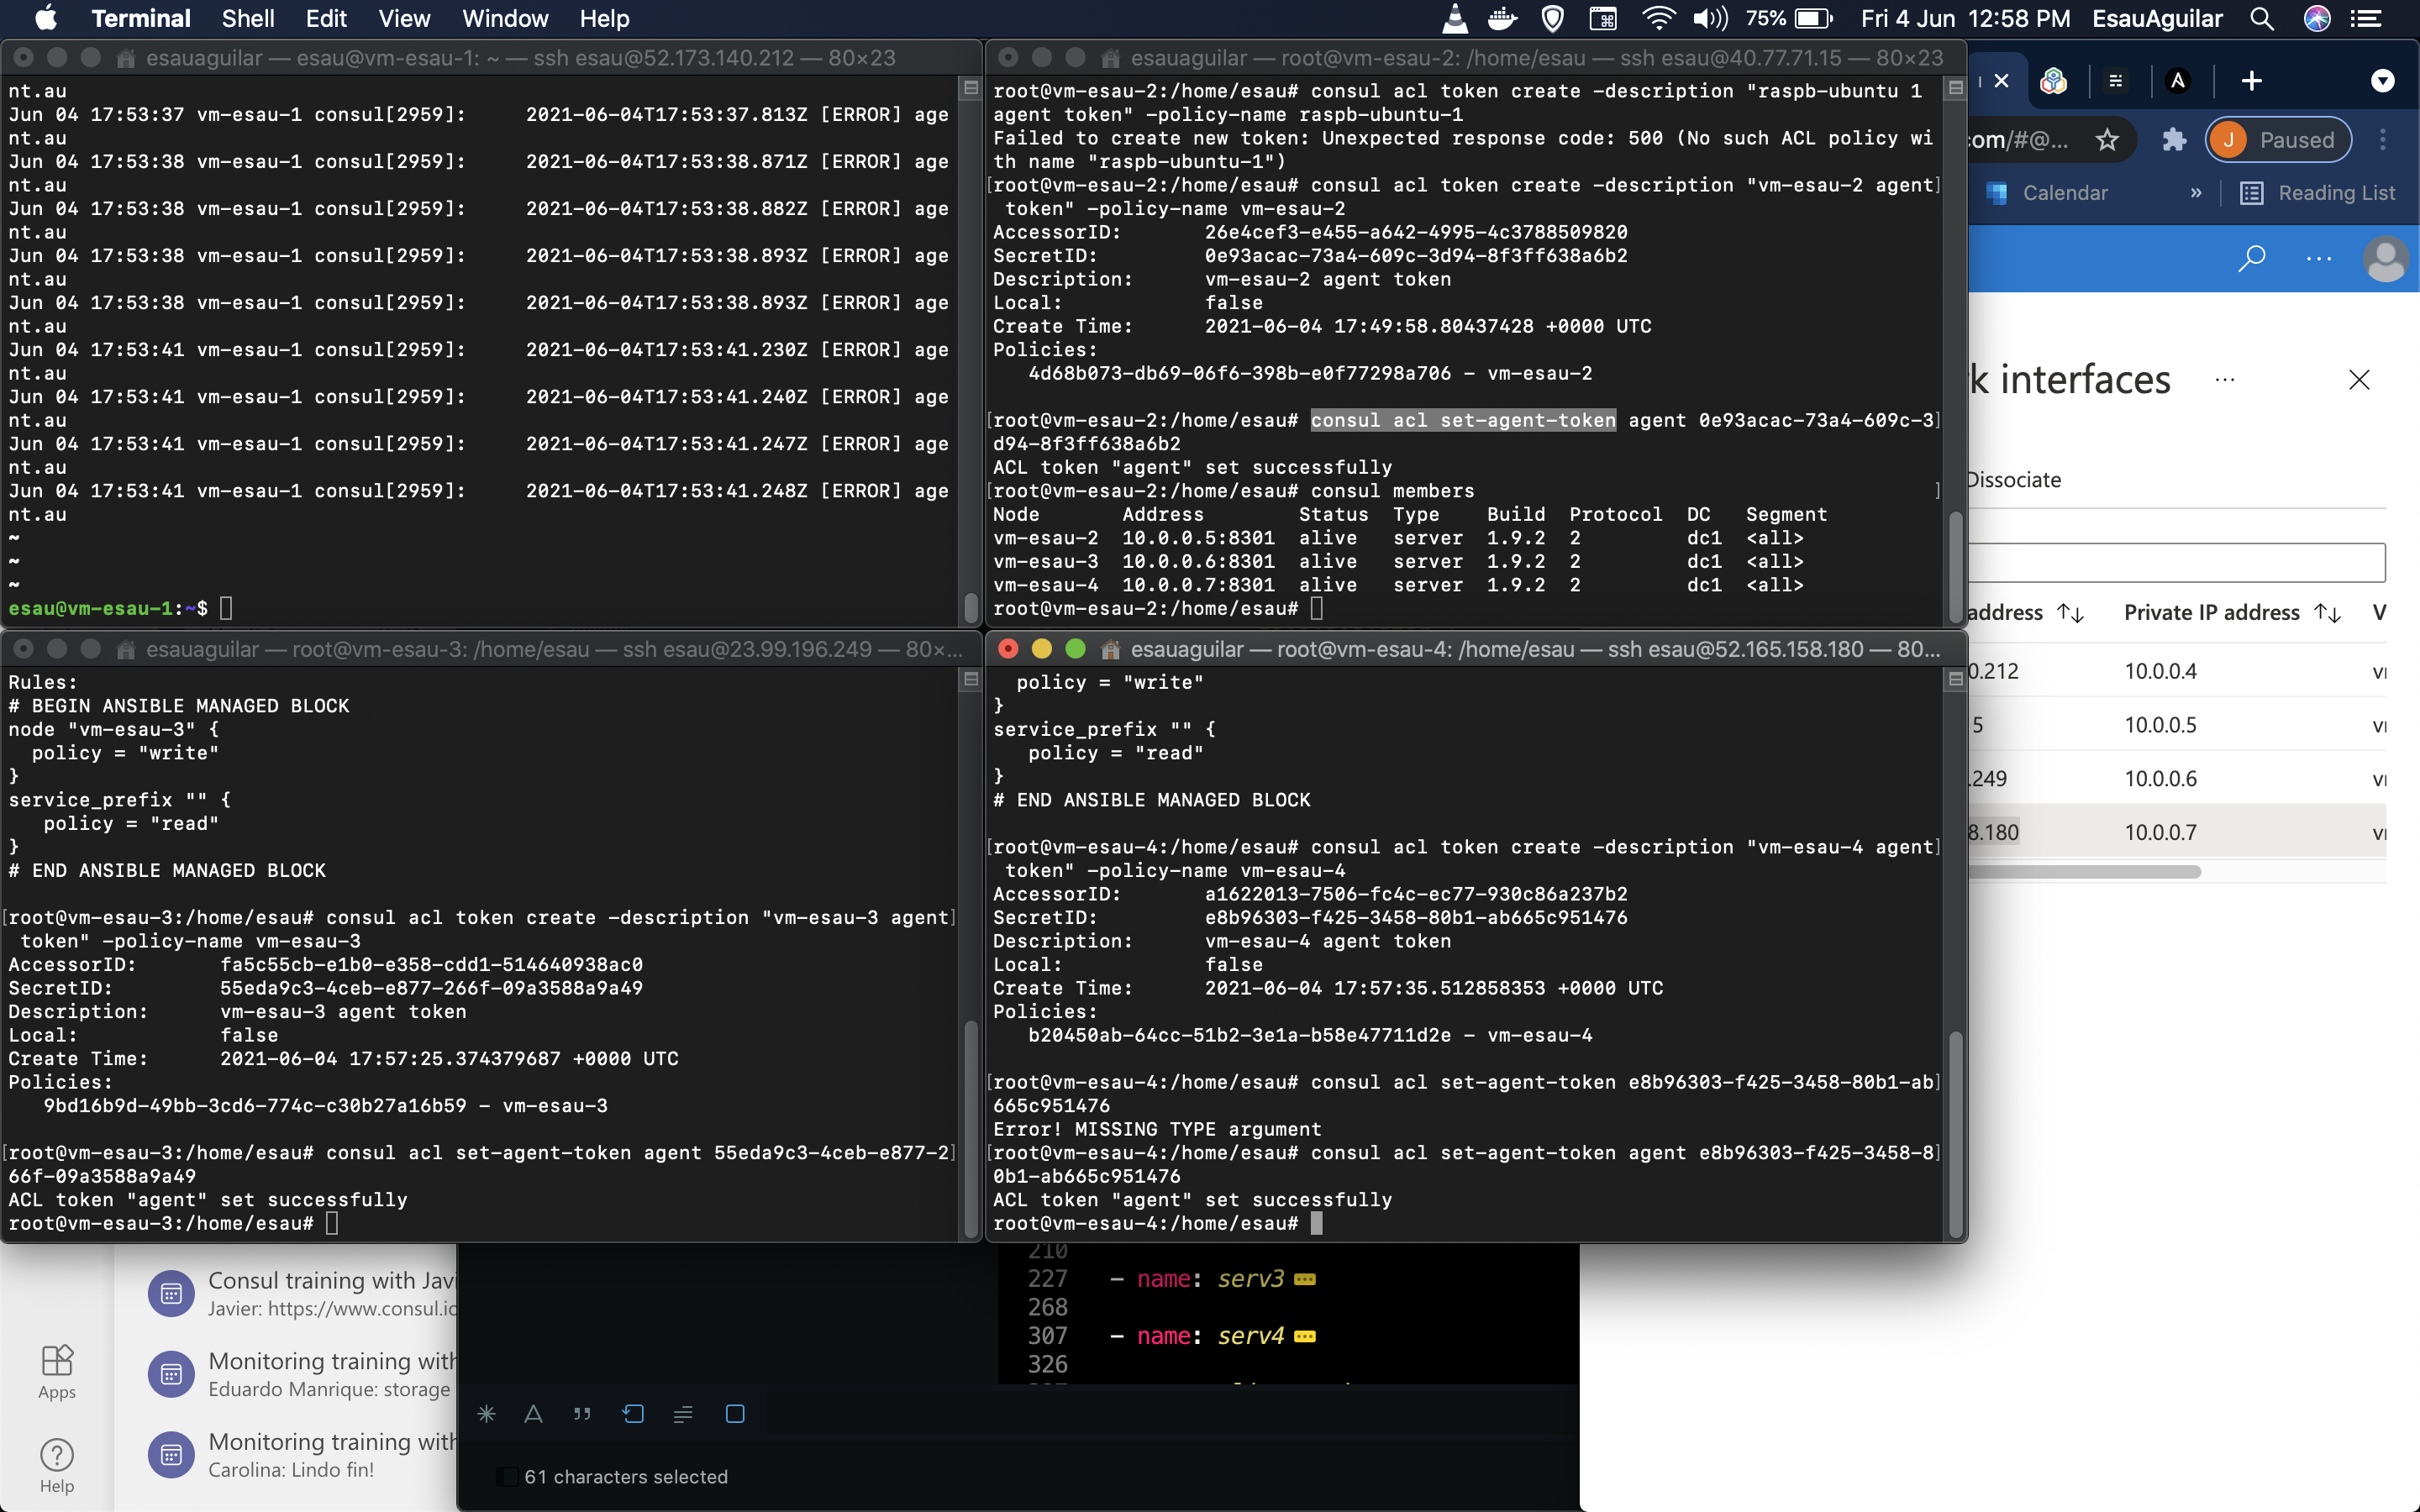 Terminal Shell Edit View Window Help 75% Fri 4 Jun 12:58 PM EsauAguilar
esauaguilar — esau@vm-esau-1: ~ — ssh esau@52.173.140.212 — 80×23
nt.au
Jun 04 17:53:37 vm-esau-1 consul[2959]: 2021-06-04T17:53:37.813Z [ERROR] age
nt.au
Jun 04 17:53:38 vm-esau-1 consul[2959]: 2021-06-04T17:53:38.871Z [ERROR] age
nt.au
Jun 04 17:53:38 vm-esau-1 consul[2959]: 2021-06-04T17:53:38.882Z [ERROR] age
nt.au
Jun 04 17:53:38 vm-esau-1 consul[2959]: 2021-06-04T17:53:38.893Z [ERROR] age
nt.au
Jun 04 17:53:38 vm-esau-1 consul[2959]: 2021-06-04T17:53:38.893Z [ERROR] age
nt.au
Jun 04 17:53:41 vm-esau-1 consul[2959]: 2021-06-04T17:53:41.230Z [ERROR] age
nt.au
Jun 04 17:53:41 vm-esau-1 consul[2959]: 2021-06-04T17:53:41.240Z [ERROR] age
nt.au
Jun 04 17:53:41 vm-esau-1 consul[2959]: 2021-06-04T17:53:41.247Z [ERROR] age
nt.au
Jun 04 17:53:41 vm-esau-1 consul[2959]: 2021-06-04T17:53:41.248Z [ERROR] age
nt.au
~
~
~
esau@vm-esau-1:~$
esauaguilar — root@vm-esau-2: /home/esau — ssh esau@40.77.71.15 — 80×23
root@vm-esau-2:/home/esau# consul acl token create -description "raspb-ubuntu 1
agent token" -policy-name raspb-ubuntu-1
Failed to create new token: Unexpected response code: 500 (No such ACL policy wi
th name "raspb-ubuntu-1")
[root@vm-esau-2:/home/esau# consul acl token create -description "vm-esau-2 agent]
token" -policy-name vm-esau-2
AccessorID: 26e4cef3-e455-a642-4995-4c3788509820
SecretID: 0e93acac-73a4-609c-3d94-8f3ff638a6b2
Description: vm-esau-2 agent token
Local: false
Create Time: 2021-06-04 17:49:58.80437428 +0000 UTC
Policies:
4d68b073-db69-06f6-398b-e0f77298a706 - vm-esau-2
[root@vm-esau-2:/home/esau# consul acl set-agent-token agent 0e93acac-73a4-609c-3]
d94-8f3ff638a6b2
ACL token "agent" set successfully
[root@vm-esau-2:/home/esau# consul members ]
Node Address Status Type Build Protocol DC Segment
vm-esau-2 10.0.0.5:8301 alive server 1.9.2 2 dc1 <all>
vm-esau-3 10.0.0.6:8301 alive server 1.9.2 2 dc1 <all>
vm-esau-4 10.0.0.7:8301 alive server 1.9.2 2 dc1 <all>
root@vm-esau-2:/home/esau#
esauaguilar — root@vm-esau-3: /home/esau — ssh esau@23.99.196.249 — 80×...
Rules:
# BEGIN ANSIBLE MANAGED BLOCK
node "vm-esau-3" {
policy = "write"
}
service_prefix "" {
policy = "read"
}
# END ANSIBLE MANAGED BLOCK
[root@vm-esau-3:/home/esau# consul acl token create -description "vm-esau-3 agent]
token" -policy-name vm-esau-3
AccessorID: fa5c55cb-e1b0-e358-cdd1-514640938ac0
SecretID: 55eda9c3-4ceb-e877-266f-09a3588a9a49
Description: vm-esau-3 agent token
Local: false
Create Time: 2021-06-04 17:57:25.374379687 +0000 UTC
Policies:
9bd16b9d-49bb-3cd6-774c-c30b27a16b59 - vm-esau-3
[root@vm-esau-3:/home/esau# consul acl set-agent-token agent 55eda9c3-4ceb-e877-2]
66f-09a3588a9a49
ACL token "agent" set successfully
root@vm-esau-3:/home/esau#
esauaguilar — root@vm-esau-4: /home/esau — ssh esau@52.165.158.180 — 80...
policy = "write"
}
service_prefix "" {
policy = "read"
}
# END ANSIBLE MANAGED BLOCK
[root@vm-esau-4:/home/esau# consul acl token create -description "vm-esau-4 agent]
token" -policy-name vm-esau-4
AccessorID: a1622013-7506-fc4c-ec77-930c86a237b2
SecretID: e8b96303-f425-3458-80b1-ab665c951476
Description: vm-esau-4 agent token
Local: false
Create Time: 2021-06-04 17:57:35.512858353 +0000 UTC
Policies:
b20450ab-64cc-51b2-3e1a-b58e47711d2e - vm-esau-4
[root@vm-esau-4:/home/esau# consul acl set-agent-token e8b96303-f425-3458-80b1-ab]
665c951476
Error! MISSING TYPE argument
[root@vm-esau-4:/home/esau# consul acl set-agent-token agent e8b96303-f425-3458-8]
0b1-ab665c951476
ACL token "agent" set successfully
root@vm-esau-4:/home/esau#
com/#@... J Paused
Calendar » Reading List
k interfaces ...
Dissociate
address ↑↓ Private IP address ↑↓ V
0.212 10.0.0.4
5 10.0.0.5
.249 10.0.0.6
8.180 10.0.0.7
Consul training with Javi
Javier: https://www.consul.io
Apps
Monitoring training with
Eduardo Manrique: storage
Monitoring training with
Carolina: Lindo fin!
Help
210
227 - name: serv3
268
307 - name: serv4
326
61 characters selected